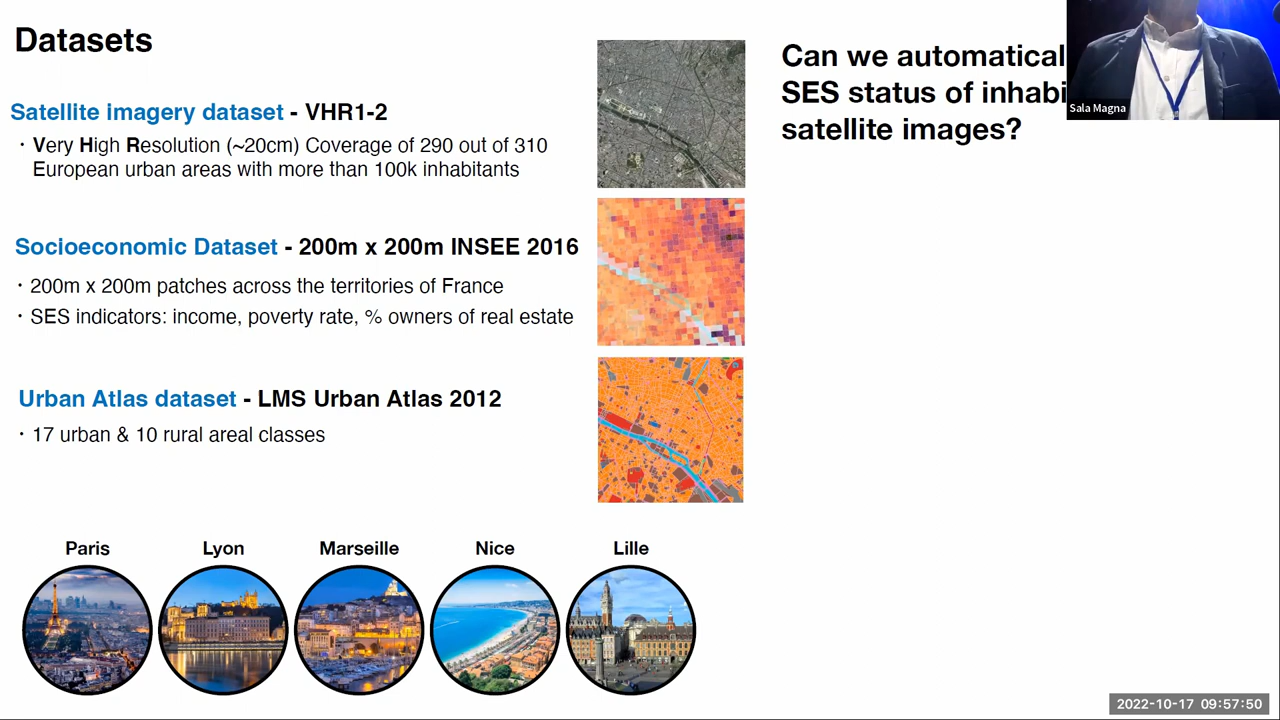 Datasets
Satellite imagery dataset - VHR1-2
· Very High Resolution (~20cm) Coverage of 290 out of 310
European urban areas with more than 100k inhabitants
Socioeconomic Dataset - 200m x 200m INSEE 2016
· 200m x 200m patches across the territories of France
· SES indicators: income, poverty rate, % owners of real estate
Urban Atlas dataset - LMS Urban Atlas 2012
· 17 urban & 10 rural areal classes
Paris
Lyon
Marseille
Nice
Lille
Can we
SES status of
satellite images?
Sala Magna
2022-10-17 09:57:50